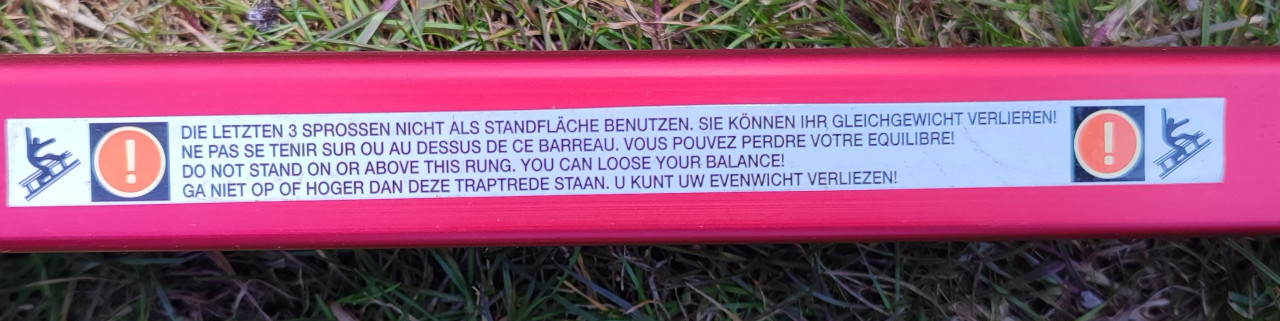 DIE LETZTEN 3 SPROSSEN NICHT ALS STANDFLÄCHE BENUTZEN. SIE KÖNNEN IHR GLEICHGEWICHT VERLIEREN!
NE PAS SE TENIR SUR OU AU DESSUS DE CE BARREAU. VOUS POUVEZ PERDRE VOTRE EQUILIBRE!
DO NOT STAND ON OR ABOVE THIS RUNG. YOU CAN LOOSE YOUR BALANCE!
GA NIET OP OF HOGER DAN DEZE TRAPTREDE STAAN. U KUNT UW EVENWICHT VERLIEZEN!